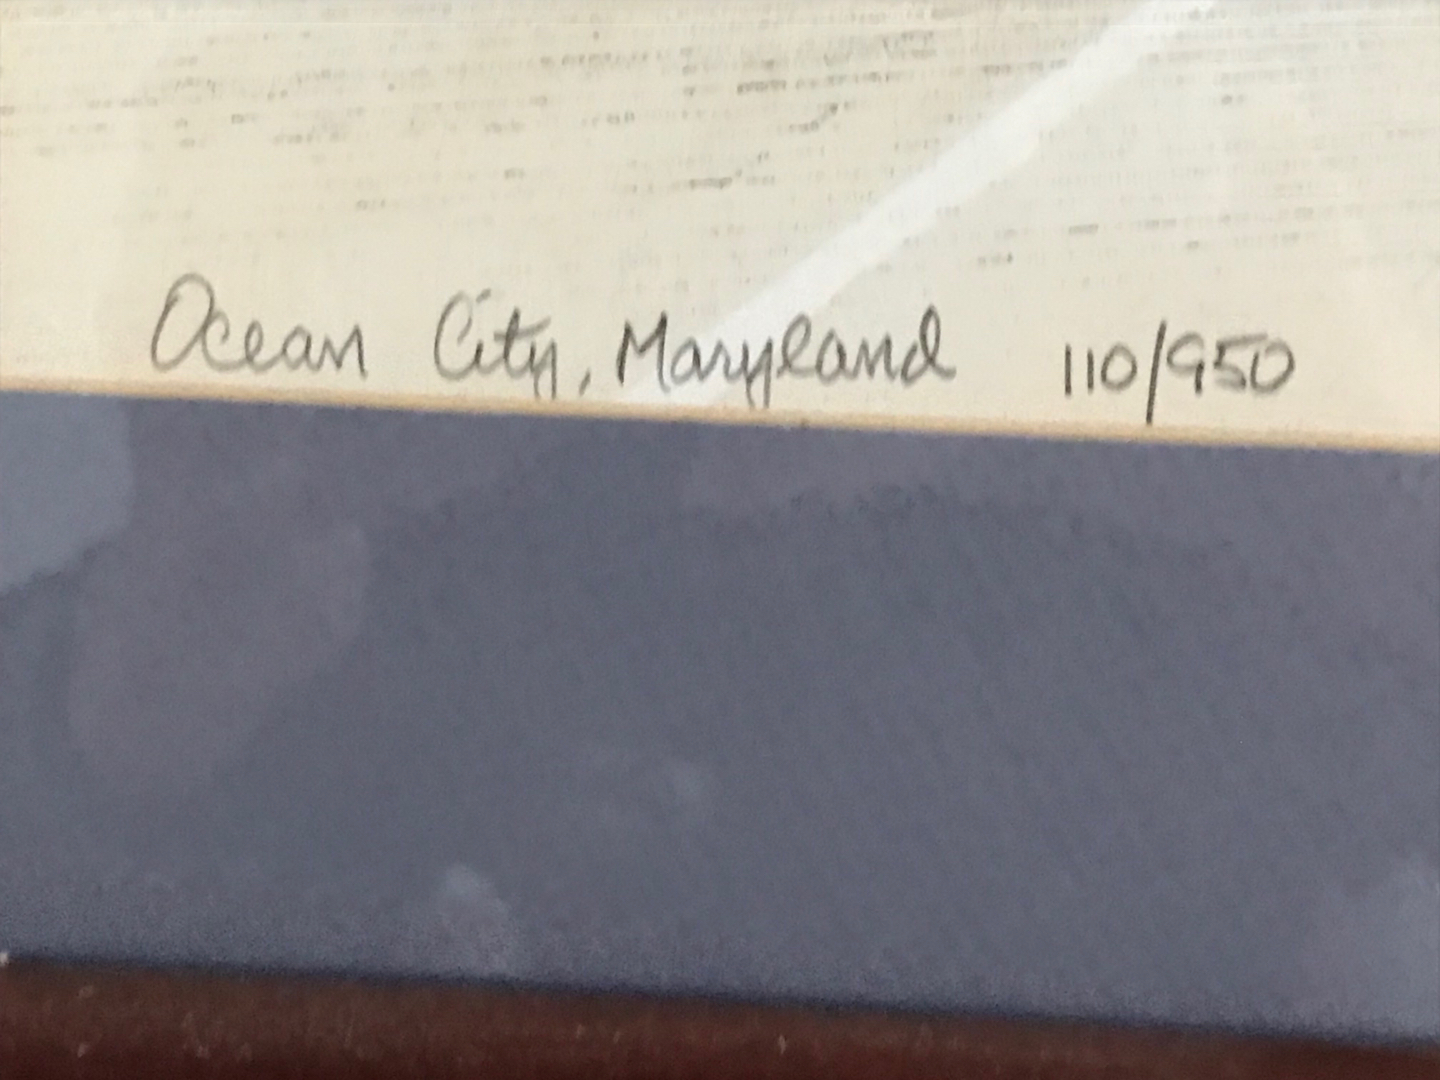 Ocean City, Maryland 110/950